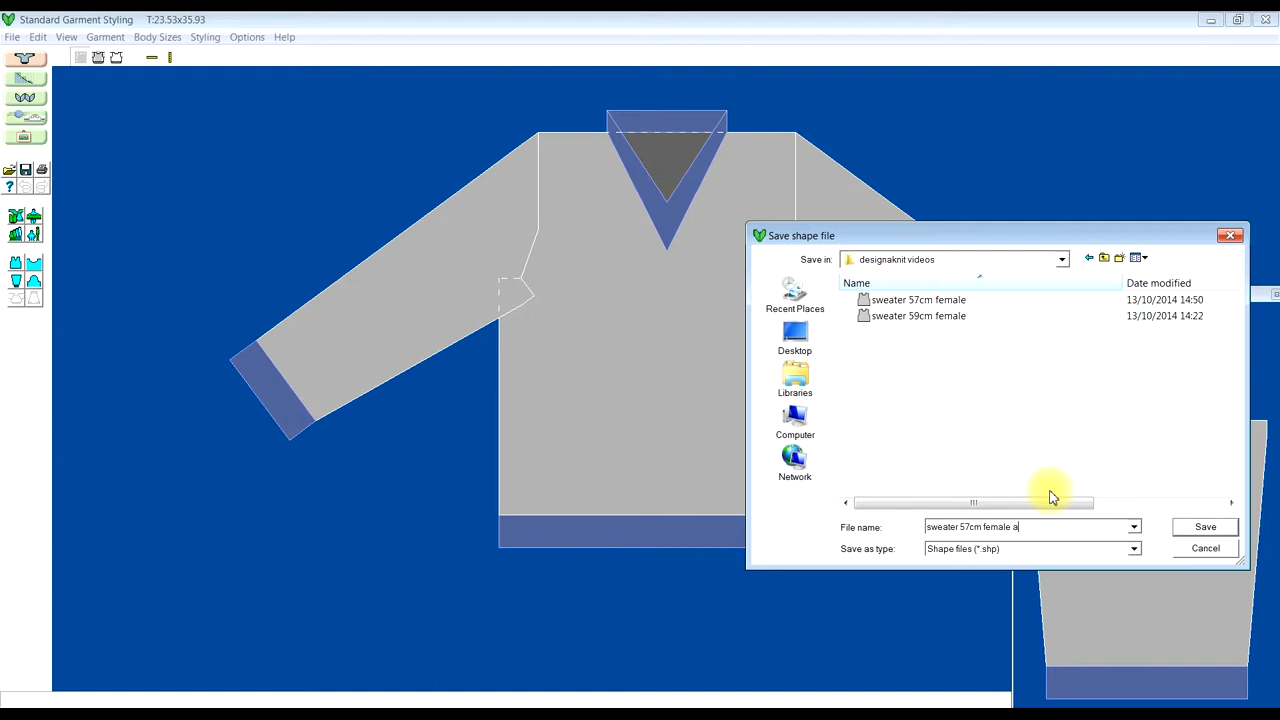 Standard Garment Styling T:23.53x35.93
File Edit View Garment Body Sizes Styling Options Help
Save shape file
Save in: designaknit videos
Name Date modified
sweater 57cm female 13/10/2014 14:50
sweater 59cm female 13/10/2014 14:22
Recent Places
Desktop
Libraries
Computer
Network
File name: sweater 57cm female a Save
Save as type: Shape files (*.shp) Cancel